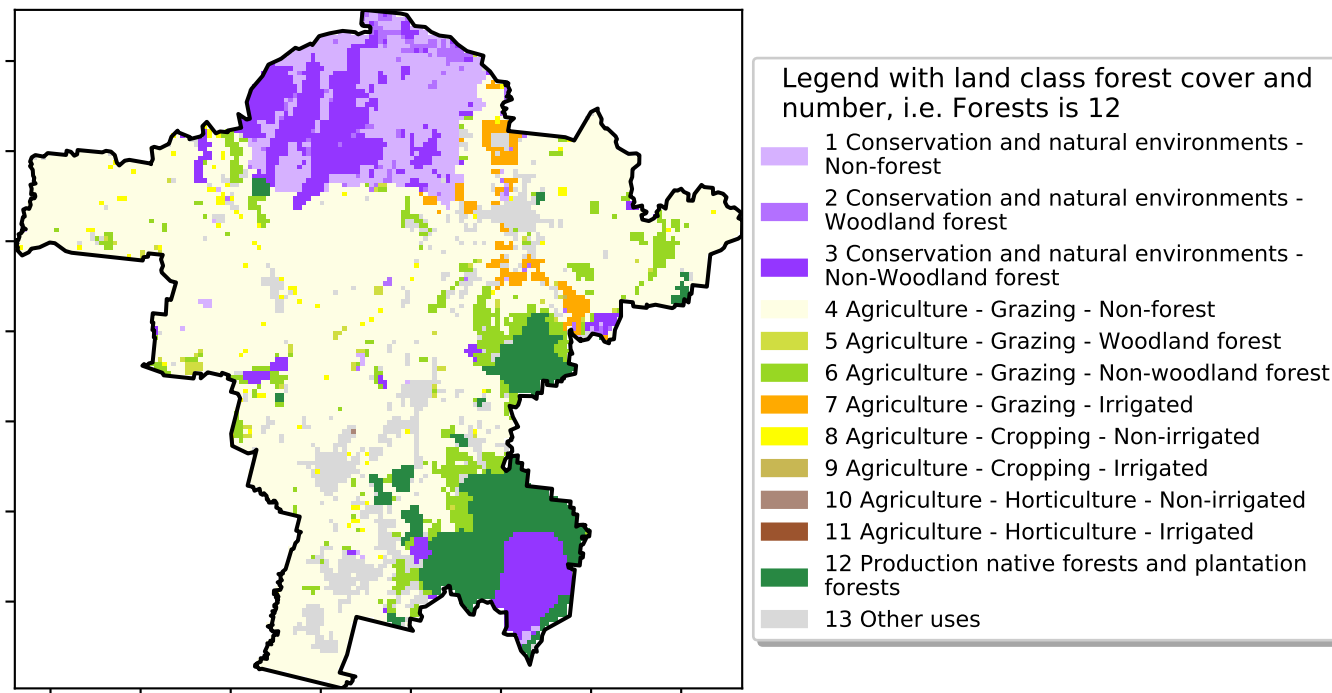 Legend with land class forest cover and
number, i.e. Forests is 12
1 Conservation and natural environments -
Non-forest
2 Conservation and natural environments -
Woodland forest
3 Conservation and natural environments -
Non-Woodland forest
4 Agriculture - Grazing - Non-forest
5 Agriculture - Grazing - Woodland forest
6 Agriculture - Grazing - Non-woodland forest
7 Agriculture - Grazing - Irrigated
8 Agriculture - Cropping - Non-irrigated
9 Agriculture - Cropping - Irrigated
10 Agriculture - Horticulture - Non-irrigated
11 Agriculture - Horticulture - Irrigated
12 Production native forests and plantation
forests
13 Other uses